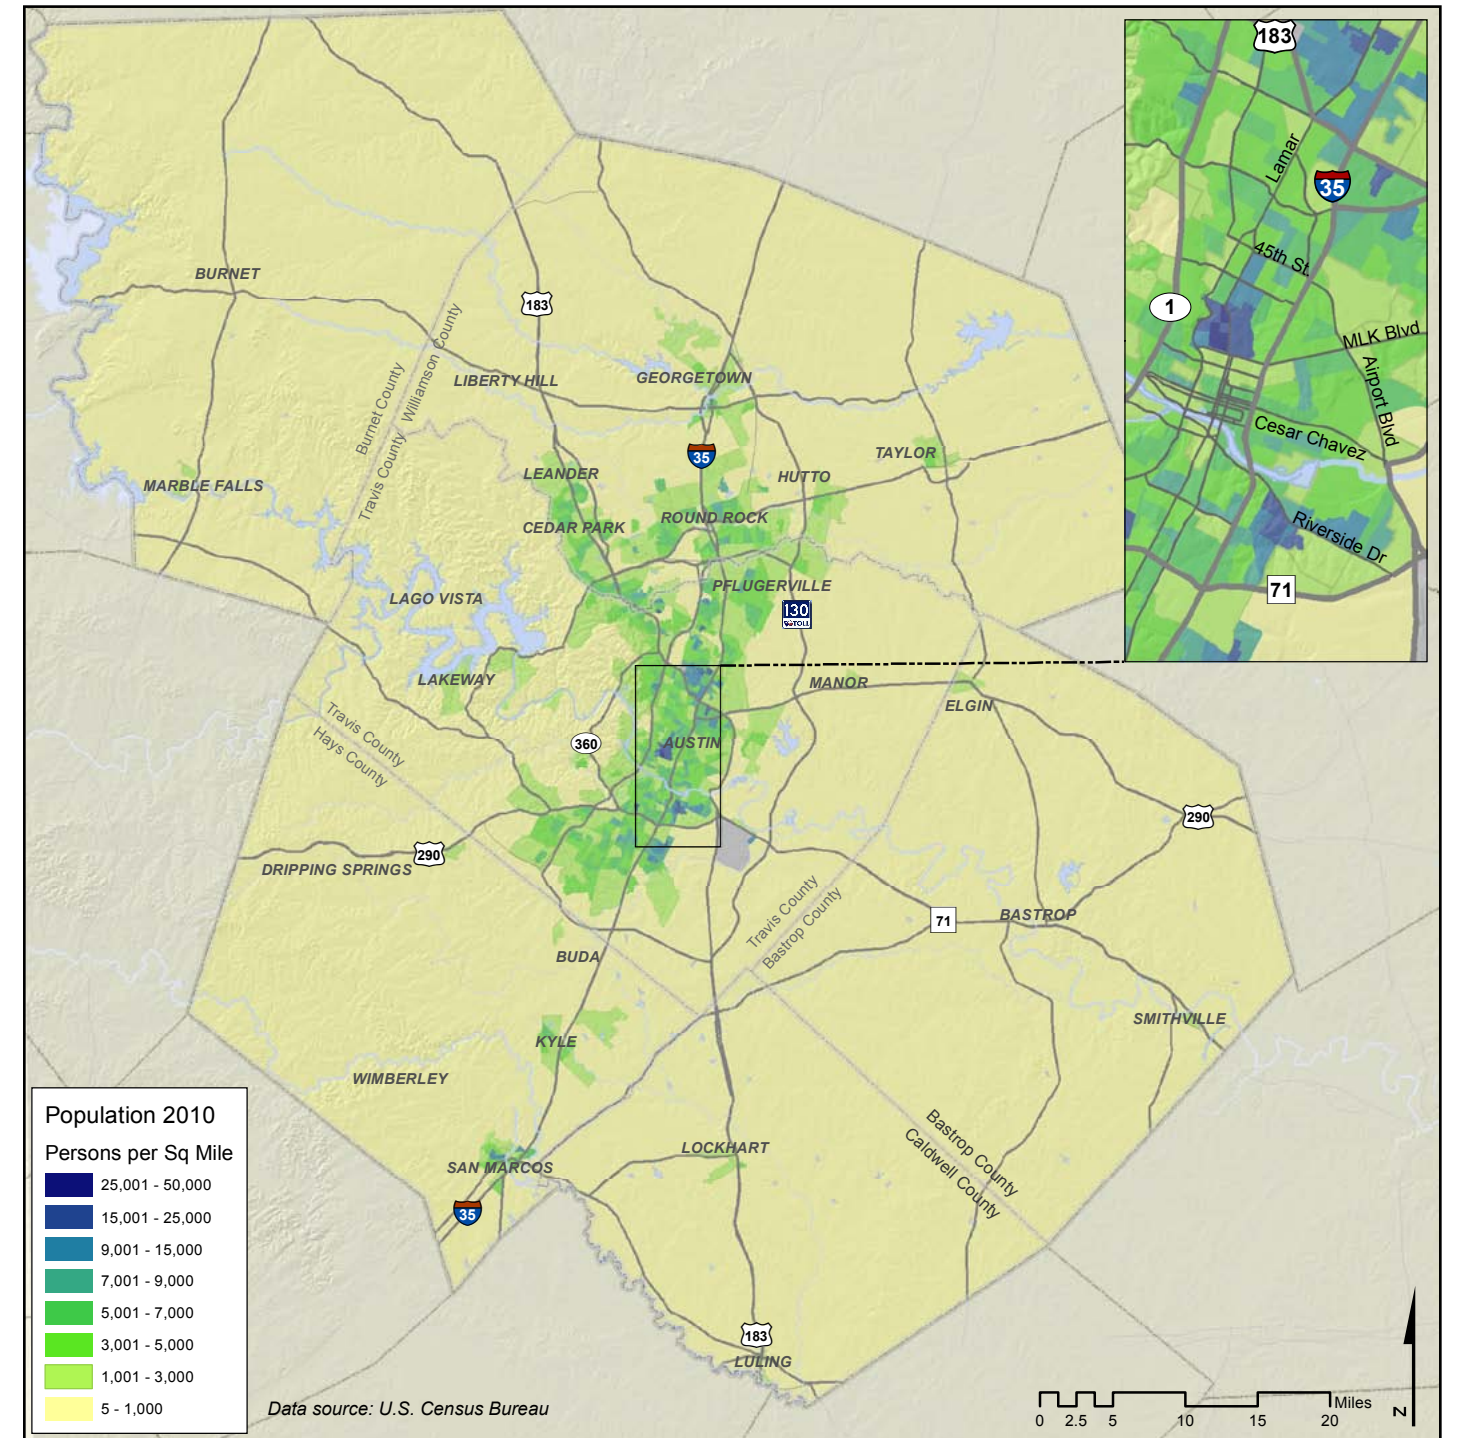 183
Lamar
35
45th St.
1
MLK Blvd
Airport Blvd
Cesar Chavez
Riverside Dr
71
BURNET
183
Burnet County
Williamson County
LIBERTY HILL
GEORGETOWN
Travis County
35
TAYLOR
LEANDER
HUTTO
MARBLE FALLS
CEDAR PARK
ROUND ROCK
PFLUGERVILLE
LAGO VISTA
130
TOLL
LAKEWAY
MANOR
ELGIN
Travis County
Hays County
360
AUSTIN
290
290
DRIPPING SPRINGS
Travis County
Bastrop County
71
BASTROP
BUDA
SMITHVILLE
KYLE
WIMBERLEY
Bastrop County
Caldwell County
LOCKHART
SAN MARCOS
35
183
LULING
Population 2010
Persons per Sq Mile
25,001 - 50,000
15,001 - 25,000
9,001 - 15,000
7,001 - 9,000
5,001 - 7,000
3,001 - 5,000
1,001 - 3,000
5 - 1,000
Data source: U.S. Census Bureau
Miles
0 2.5 5 10 15 20
N